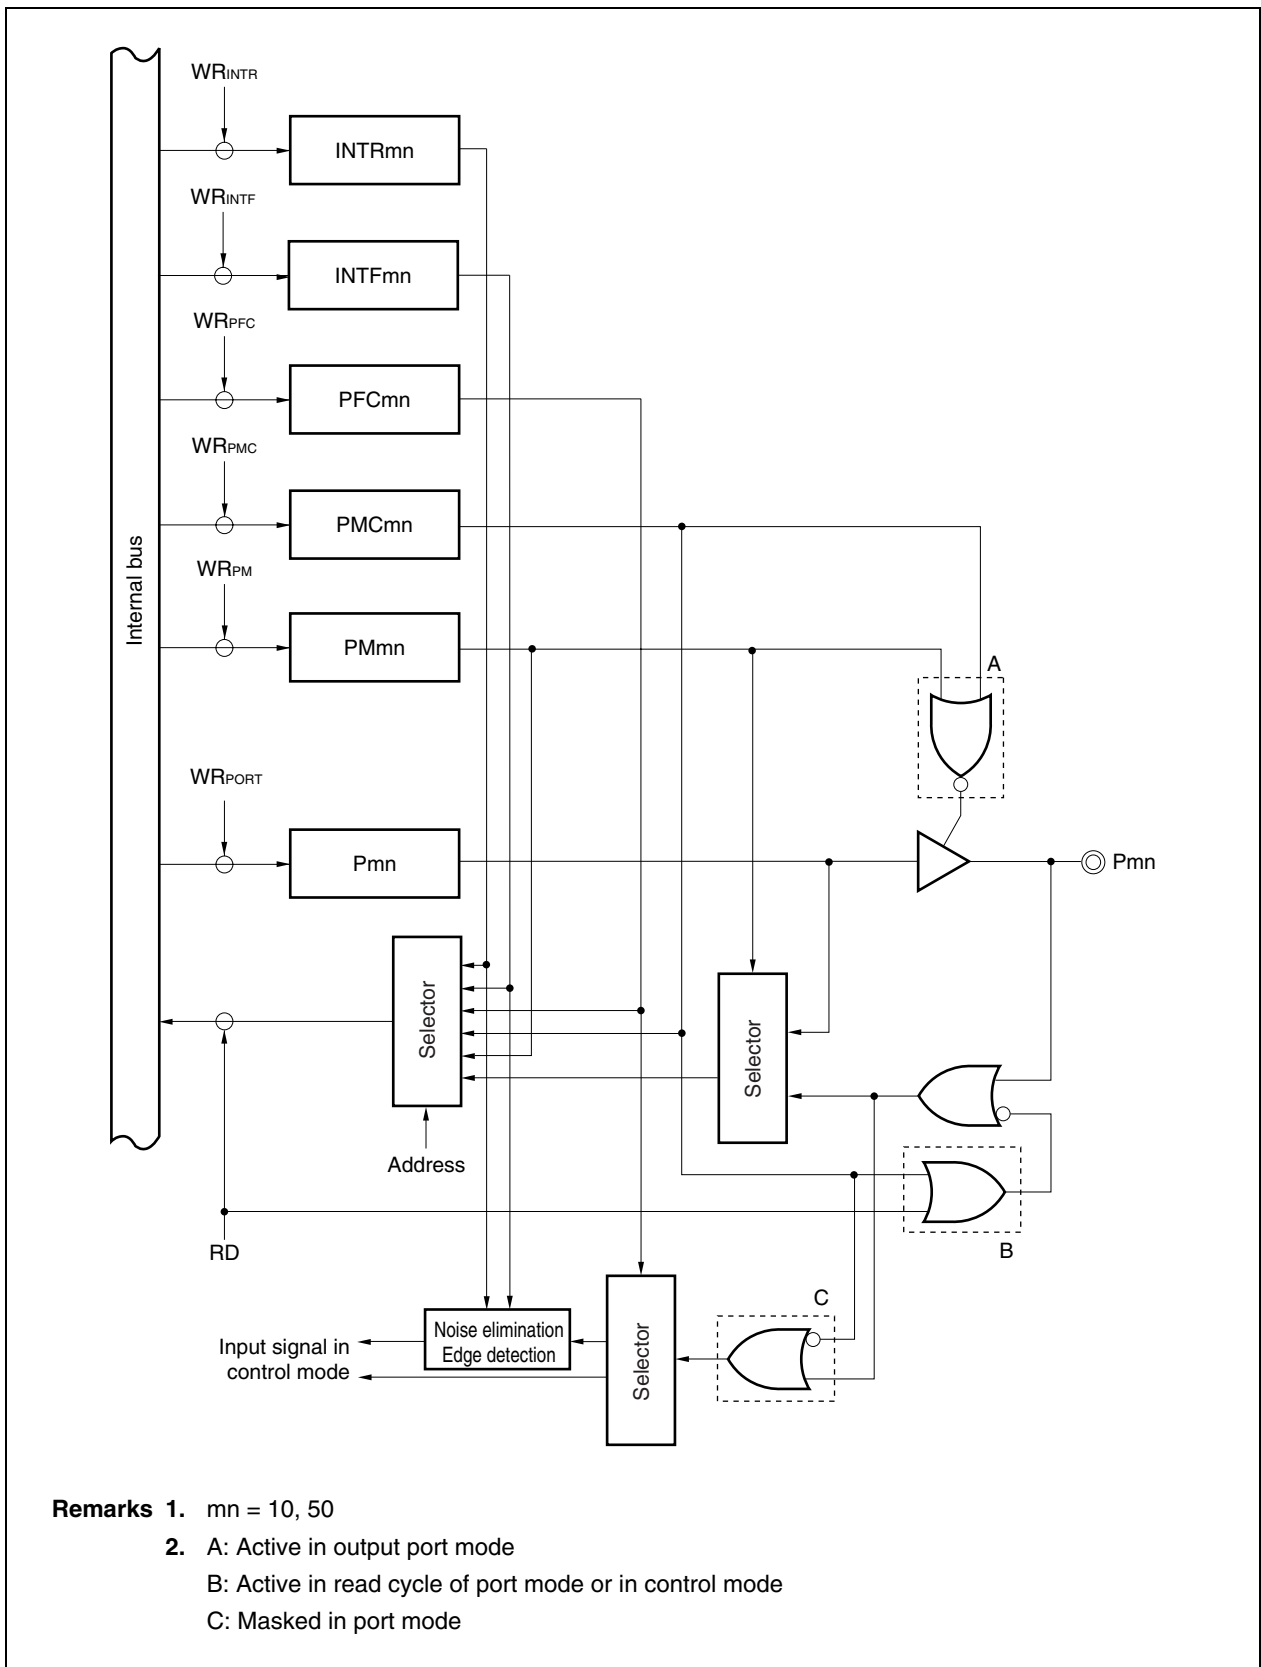 WRINTR
INTRmn
WRINTF
INTFmn
WRPFC
PFCmn
WRPMC
PMCmn
WRPM
PMmn
Internal bus
A
WRPORT
Pmn
Pmn
Selector
Selector
Address
RD
B
C
Noise elimination
Edge detection
Selector
Input signal in
control mode
Remarks 1. mn = 10, 50
2. A: Active in output port mode
B: Active in read cycle of port mode or in control mode
C: Masked in port mode